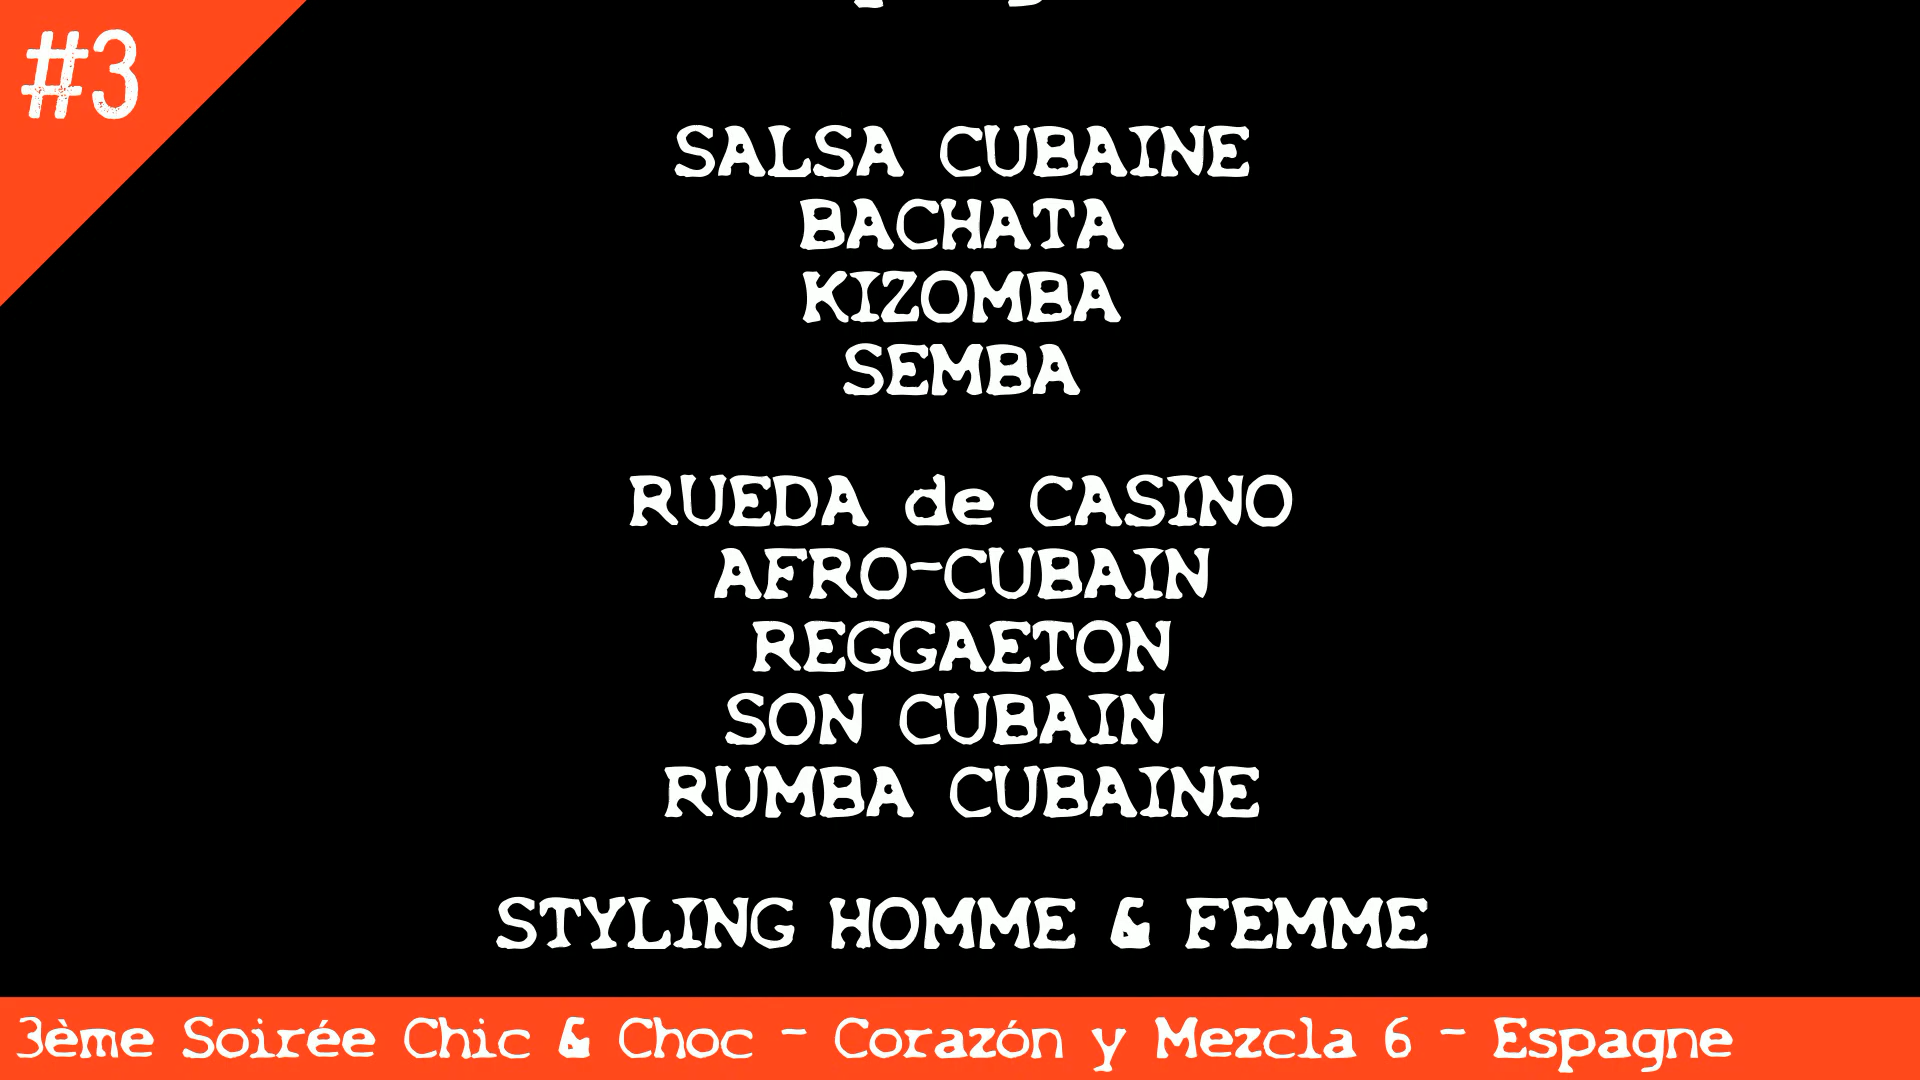 #3
SALSA CUBAINE
BACHATA
KIZOMBA
SEMBA
RUEDA de CASINO
AFRO-CUBAIN
REGGAETON
SON CUBAIN
RUMBA CUBAINE
STYLING HOMME & FEMME
3ème Soirée Chic & Choc - Corazón y Mezcla 6 - Espagne